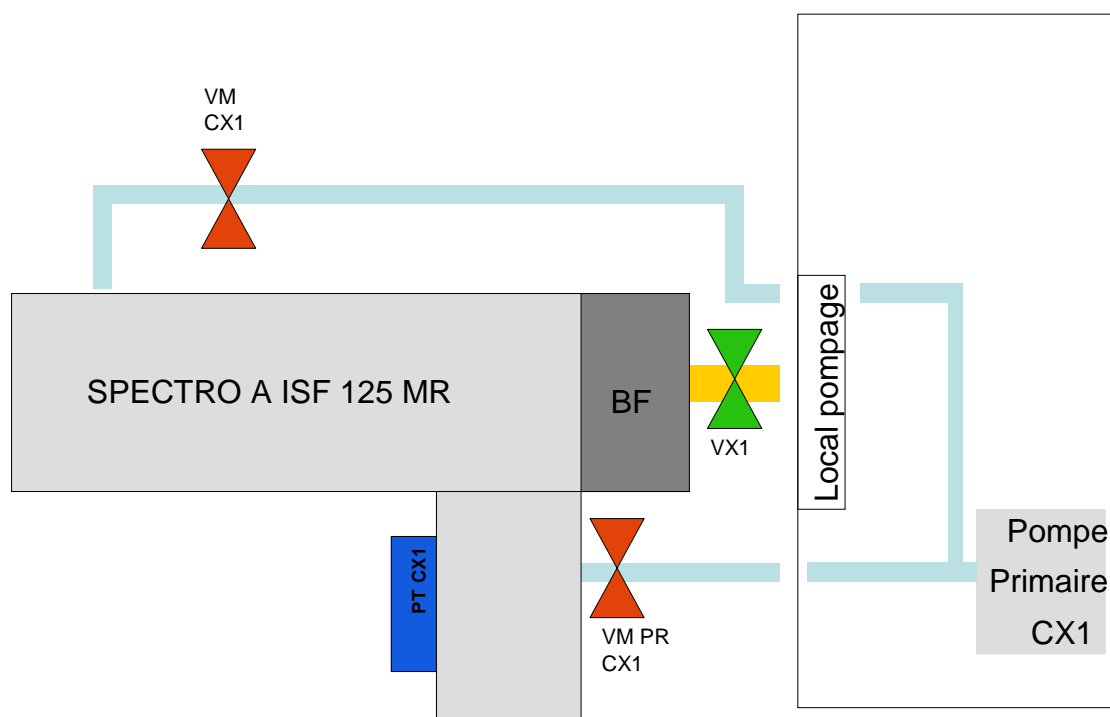 VM
CX1
SPECTRO A ISF 125 MR
BF
VX1
Local pompage
PT CX1
VM PR
CX1
Pompe
Primaire
CX1